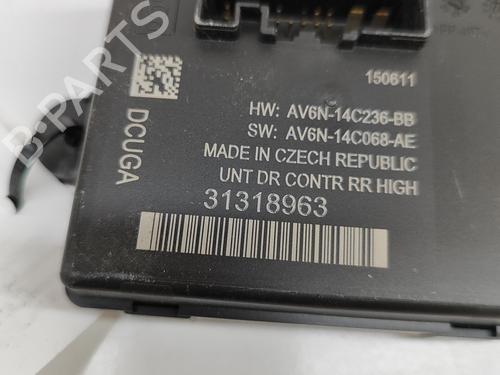 150611
HW: AV6N-14C236-BB
SW: AV6N-14C068-AE
MADE IN CZECH REPUBLIC
UNT DR CONTR RR HIGH
31318963
DCUGA